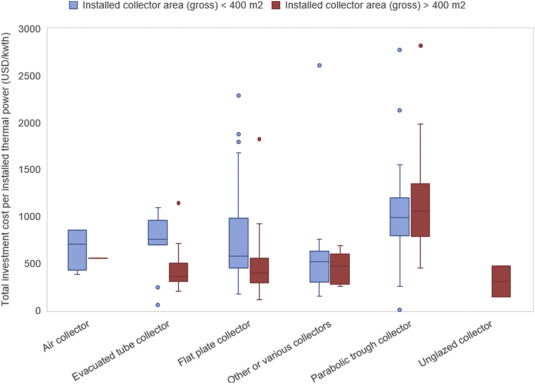 Installed collector area (gross) < 400 m2
Installed collector area (gross) > 400 m2
Total investment cost per installed thermal power (USD/kwth)
3000
2500
2000
1500
1000
500
0
Air collector
Evacuated tube collector
Flat plate collector
Other or various collectors
Parabolic trough collector
Unglazed collector